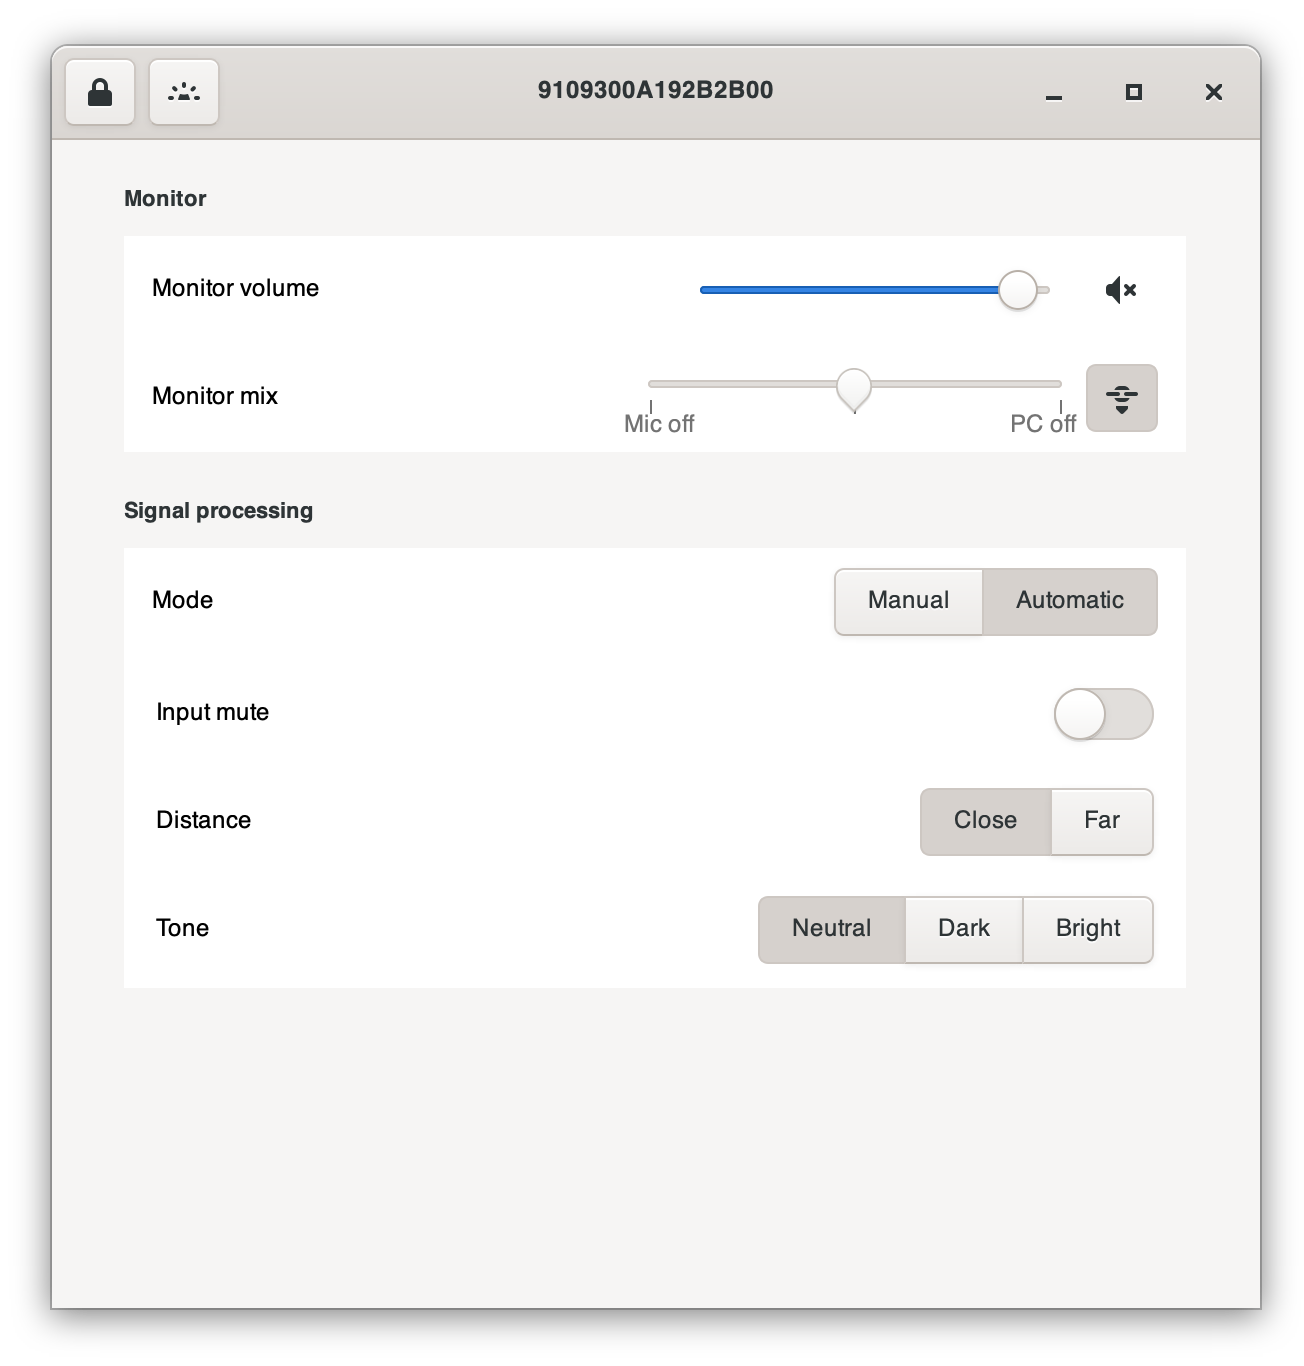 9109300A192B2B00
Monitor
Monitor volume
Monitor mix
Mic off PC off
Signal processing
Mode Manual Automatic
Input mute
Distance Close Far
Tone Neutral Dark Bright